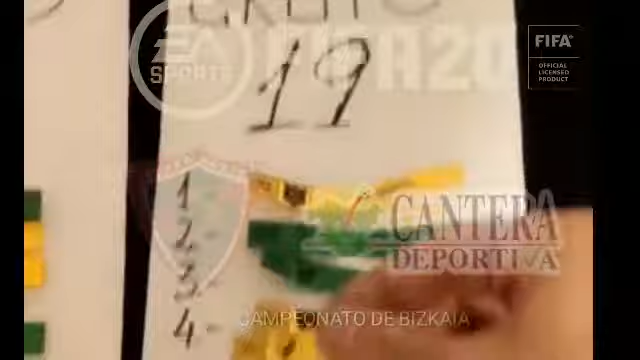 EA SPORTS
FIFA20
FIFA
OFFICIAL LICENSED PRODUCT
19
1-
2-
3-
4-
CANTERA
DEPORTIVA
CAMPEONATO DE BIZKAIA